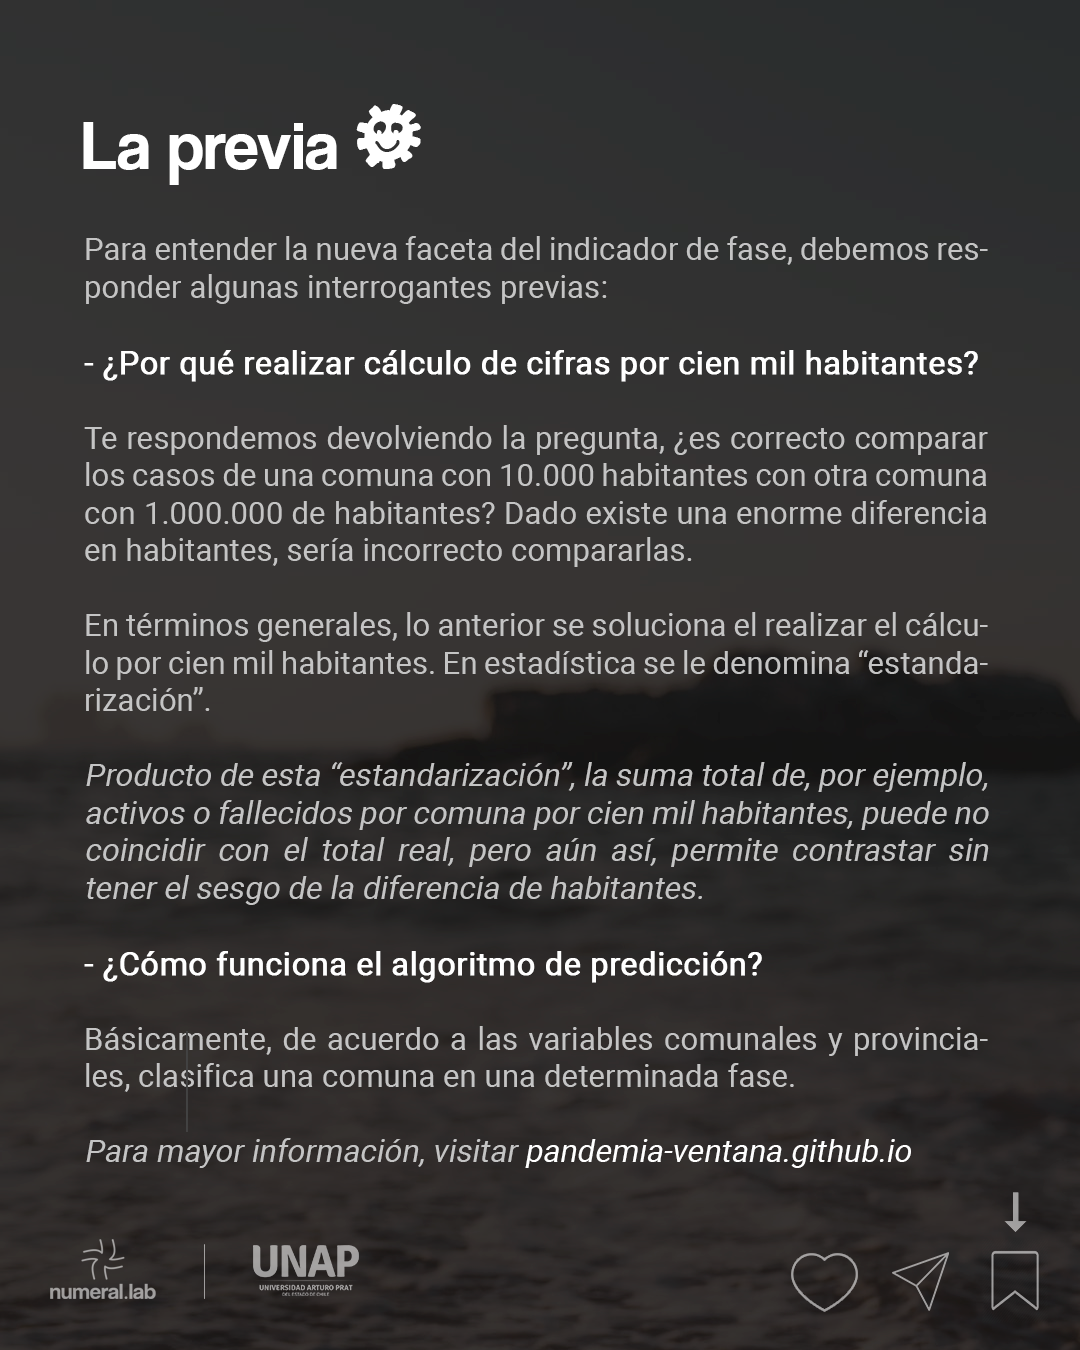 La previa
Para entender la nueva faceta del indicador de fase, debemos res-
ponder algunas interrogantes previas:
- ¿Por qué realizar cálculo de cifras por cien mil habitantes?
Te respondemos devolviendo la pregunta, ¿es correcto comparar
los casos de una comuna con 10.000 habitantes con otra comuna
con 1.000.000 de habitantes? Dado existe una enorme diferencia
en habitantes, sería incorrecto compararlas.
En términos generales, lo anterior se soluciona el realizar el cálcu-
lo por cien mil habitantes. En estadística se le denomina “estanda-
rización”.
Producto de esta “estandarización”, la suma total de, por ejemplo,
activos o fallecidos por comuna por cien mil habitantes, puede no
coincidir con el total real, pero aún así, permite contrastar sin
tener el sesgo de la diferencia de habitantes.
- ¿Cómo funciona el algoritmo de predicción?
Básicamente, de acuerdo a las variables comunales y provincia-
les, clasifica una comuna en una determinada fase.
Para mayor información, visitar pandemia-ventana.github.io
numeral.lab
UNAP
UNIVERSIDAD ARTURO PRAT
DEL ESTADO DE CHILE